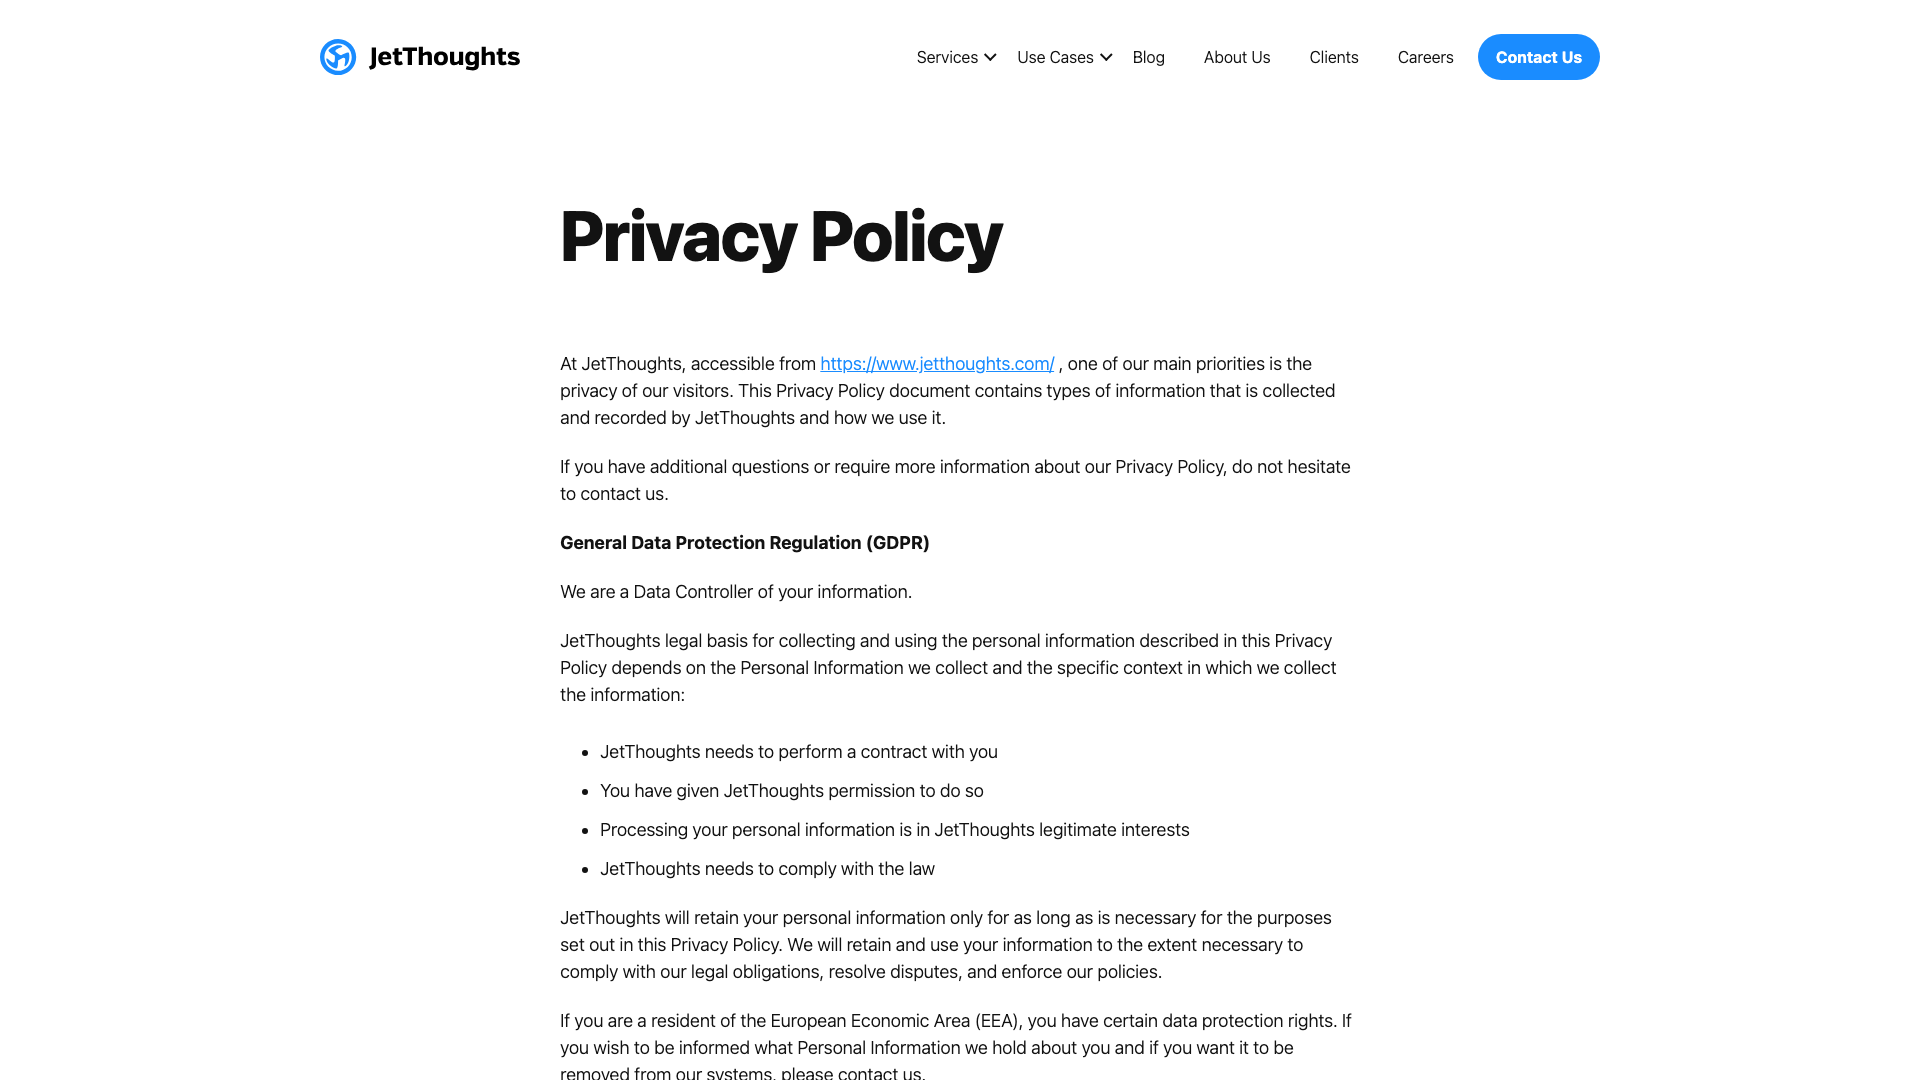 JetThoughts
Services
Use Cases
Blog
About Us
Clients
Careers
Contact Us
Privacy Policy
At JetThoughts, accessible from https://www.jetthoughts.com/ , one of our main priorities is the
privacy of our visitors. This Privacy Policy document contains types of information that is collected
and recorded by JetThoughts and how we use it.
If you have additional questions or require more information about our Privacy Policy, do not hesitate
to contact us.
General Data Protection Regulation (GDPR)
We are a Data Controller of your information.
JetThoughts legal basis for collecting and using the personal information described in this Privacy
Policy depends on the Personal Information we collect and the specific context in which we collect
the information:
JetThoughts needs to perform a contract with you
You have given JetThoughts permission to do so
Processing your personal information is in JetThoughts legitimate interests
JetThoughts needs to comply with the law
JetThoughts will retain your personal information only for as long as is necessary for the purposes
set out in this Privacy Policy. We will retain and use your information to the extent necessary to
comply with our legal obligations, resolve disputes, and enforce our policies.
If you are a resident of the European Economic Area (EEA), you have certain data protection rights. If
you wish to be informed what Personal Information we hold about you and if you want it to be
removed from our systems, please contact us.